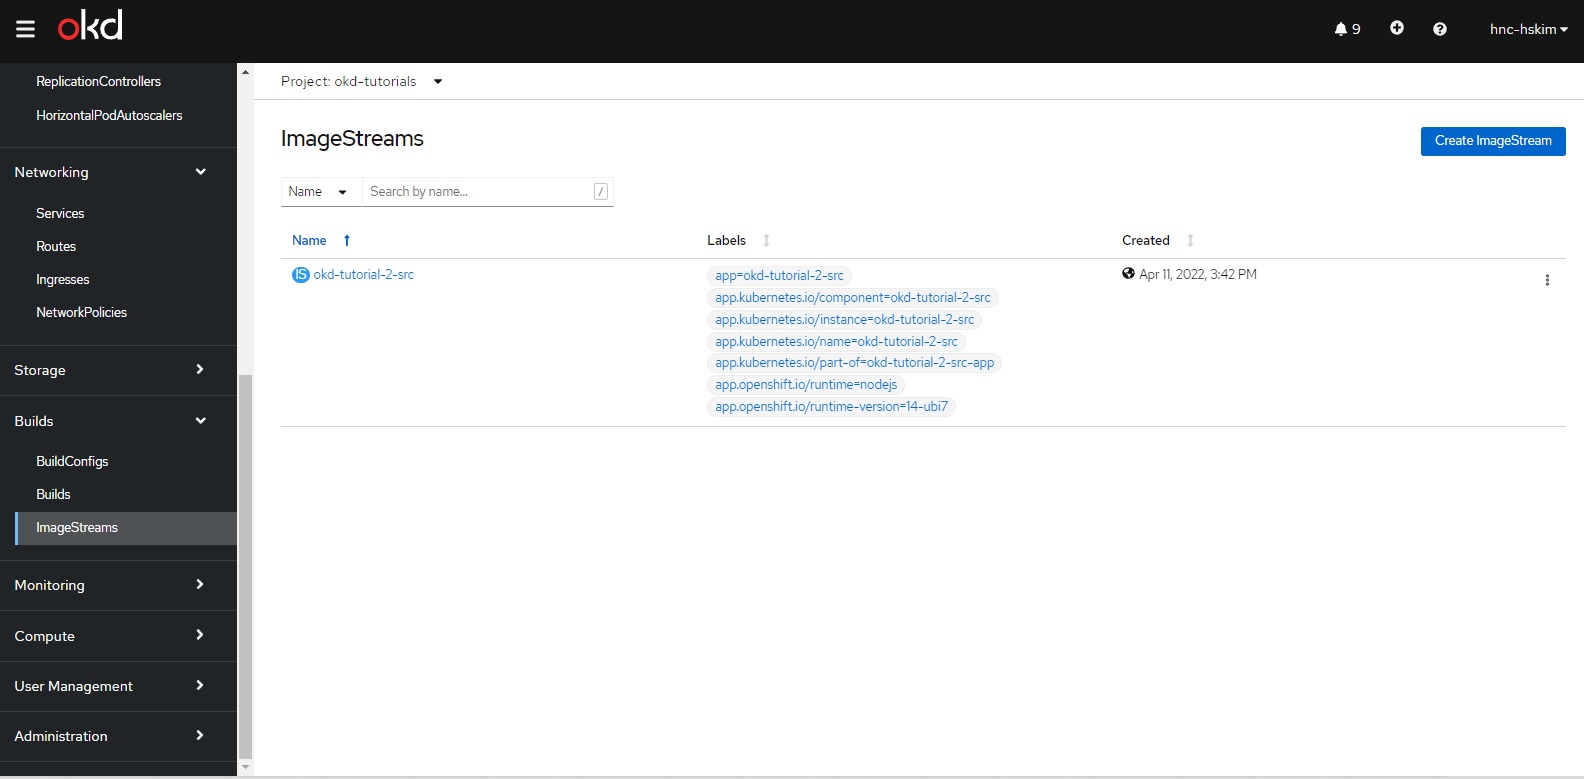 okd
9
hnc-hskim
ReplicationControllers
HorizontalPodAutoscalers
Networking
Services
Routes
Ingresses
NetworkPolicies
Storage
Builds
BuildConfigs
Builds
ImageStreams
Monitoring
Compute
User Management
Administration
Project: okd-tutorials
ImageStreams
Create ImageStream
Name
Search by name...
/
Name
Labels
Created
IS okd-tutorial-2-src
app=okd-tutorial-2-src
app.kubernetes.io/component=okd-tutorial-2-src
app.kubernetes.io/instance=okd-tutorial-2-src
app.kubernetes.io/name=okd-tutorial-2-src
app.kubernetes.io/part-of=okd-tutorial-2-src-app
app.openshift.io/runtime=nodejs
app.openshift.io/runtime-version=14-ubi7
Apr 11, 2022, 3:42 PM